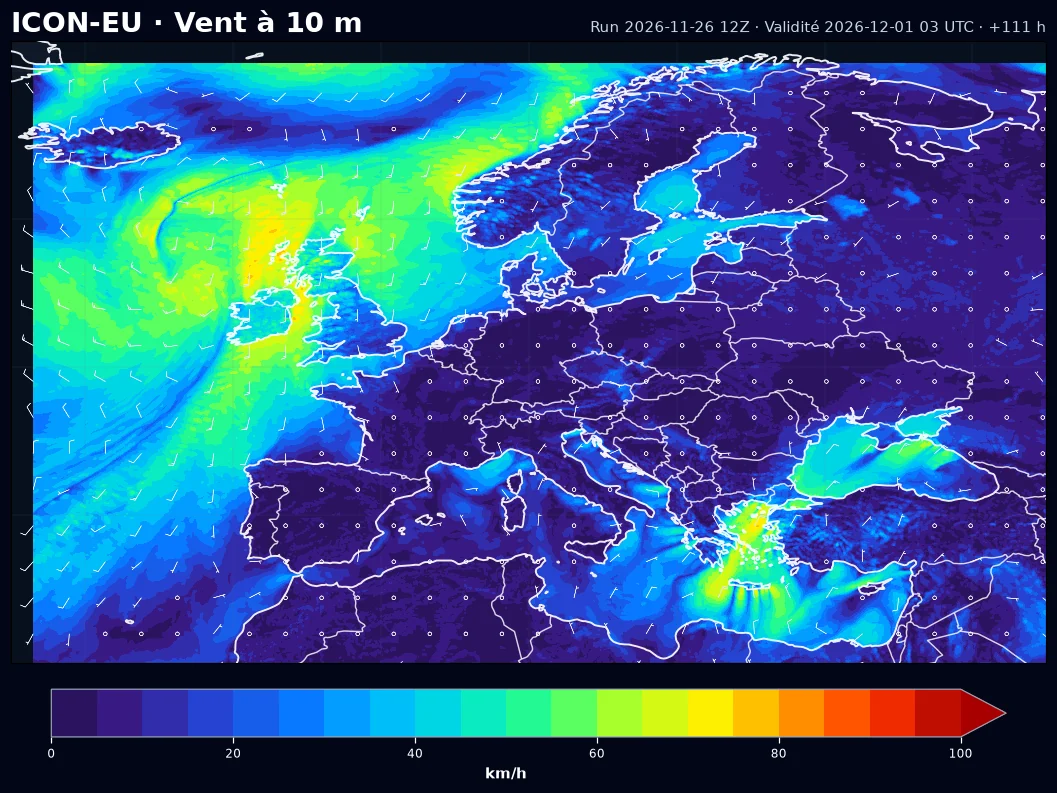 ICON-EU · Vent à 10 m
Run 2026-11-26 12Z · Validité 2026-12-01 03 UTC · +111 h
0 20 40 60 80 100
km/h